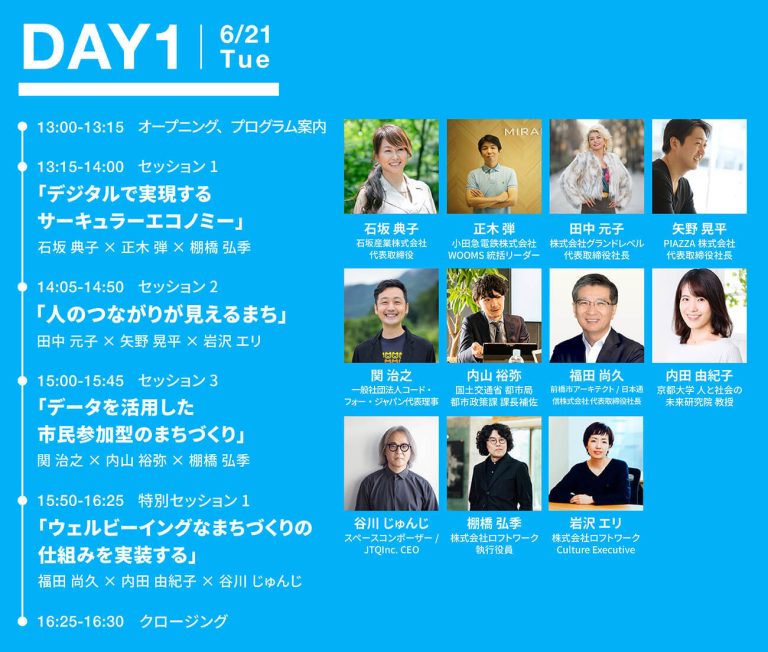 DAY1
6/21
Tue
13:00-13:15 オープニング、プログラム案内
13:15-14:00 セッション 1
「デジタルで実現する
サーキュラーエコノミー」
石坂 典子 × 正木 弾 × 棚橋 弘季
14:05-14:50 セッション 2
「人のつながりが見えるまち」
田中 元子 × 矢野 晃平 × 岩沢 エリ
15:00-15:45 セッション 3
「データを活用した
市民参加型のまちづくり」
関 治之 × 内山 裕弥 × 棚橋 弘季
15:50-16:25 特別セッション 1
「ウェルビーイングなまちづくりの
仕組みを実装する」
福田 尚久 × 内田 由紀子 × 谷川 じゅんじ
16:25-16:30 クロージング
MIRAI
石坂 典子
石坂産業株式会社
代表取締役
正木 弾
小田急電鉄株式会社
WOOMS 統括リーダー
田中 元子
株式会社グランドレベル
代表取締役社長
矢野 晃平
PIAZZA 株式会社
代表取締役社長
関 治之
一般社団法人コード・
フォー・ジャパン代表理事
内山 裕弥
国土交通省 都市局
都市政策課 課長補佐
福田 尚久
前橋市アーキテクト / 日本通
信株式会社 代表取締役社長
内田 由紀子
京都大学 人と社会の
未来研究院 教授
谷川 じゅんじ
スペースコンポーザー /
JTQInc. CEO
棚橋 弘季
株式会社ロフトワーク
執行役員
岩沢 エリ
株式会社ロフトワーク
Culture Executive